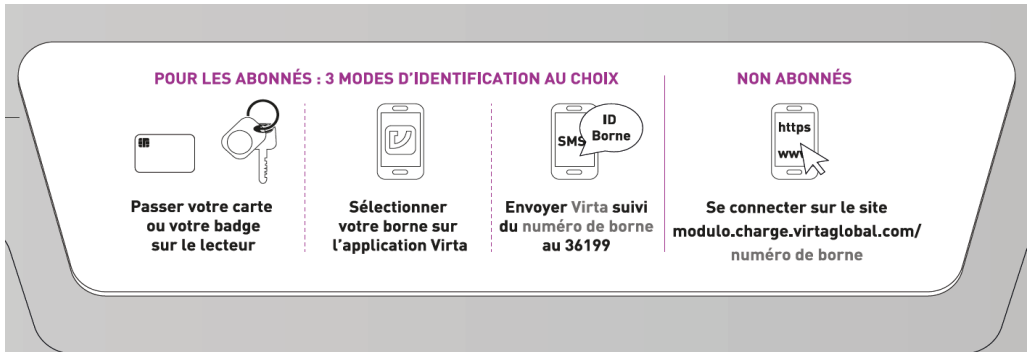 POUR LES ABONNÉS : 3 MODES D'IDENTIFICATION AU CHOIX
Passer votre carte
ou votre badge
sur le lecteur
Sélectionner
votre borne sur
l'application Virta
SMS
ID
Borne
Envoyer Virta suivi
du numéro de borne
au 36199
NON ABONNÉS
https
www
Se connecter sur le site
modulo.charge.virtaglobal.com/
numéro de borne